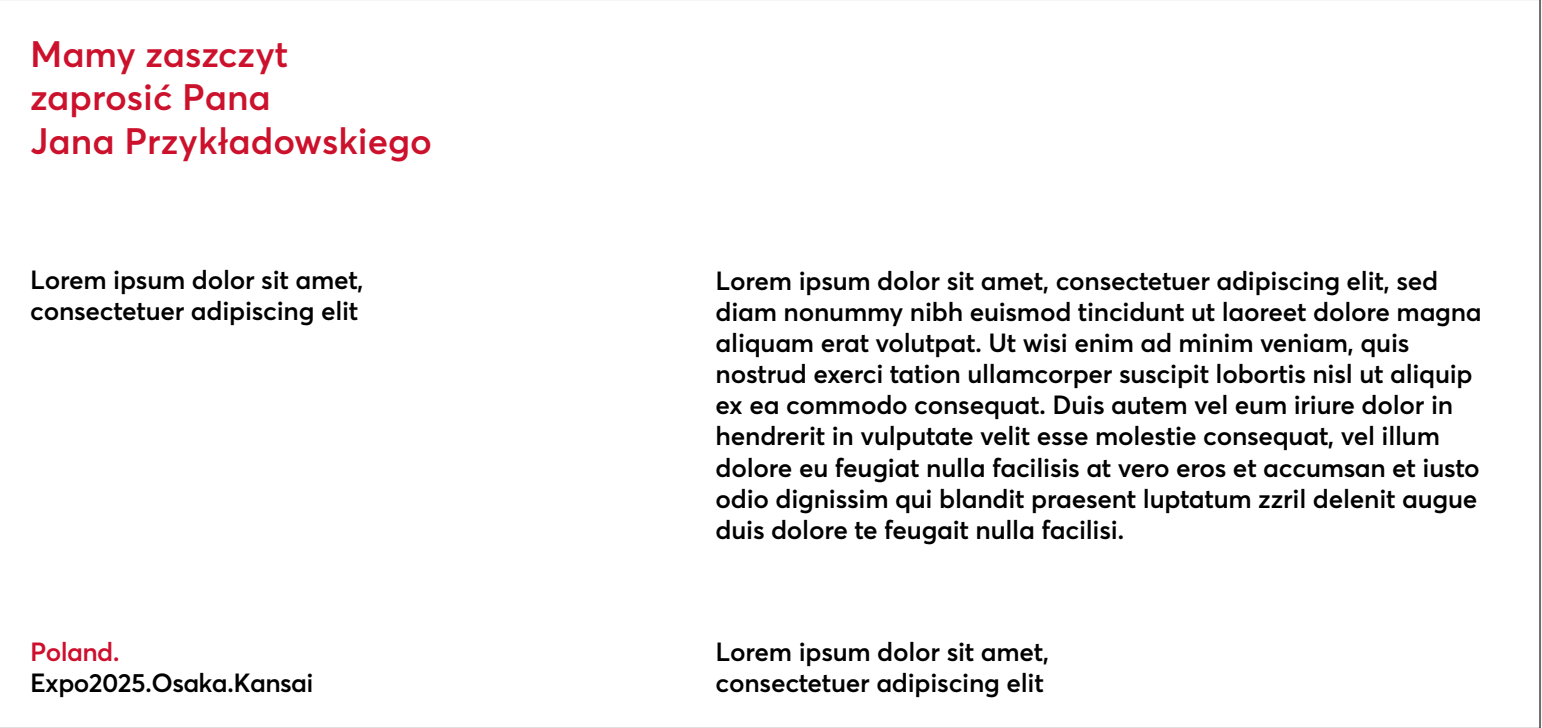 Mamy zaszczyt
zaprosić Pana
Jana Przykładowskiego
Lorem ipsum dolor sit amet,
consectetuer adipiscing elit
Lorem ipsum dolor sit amet, consectetuer adipiscing elit, sed
diam nonummy nibh euismod tincidunt ut laoreet dolore magna
aliquam erat volutpat. Ut wisi enim ad minim veniam, quis
nostrud exerci tation ullamcorper suscipit lobortis nisl ut aliquip
ex ea commodo consequat. Duis autem vel eum iriure dolor in
hendrerit in vulputate velit esse molestie consequat, vel illum
dolore eu feugiat nulla facilisis at vero eros et accumsan et iusto
odio dignissim qui blandit praesent luptatum zzril delenit augue
duis dolore te feugait nulla facilisi.
Poland.
Expo2025.Osaka.Kansai
Lorem ipsum dolor sit amet,
consectetuer adipiscing elit